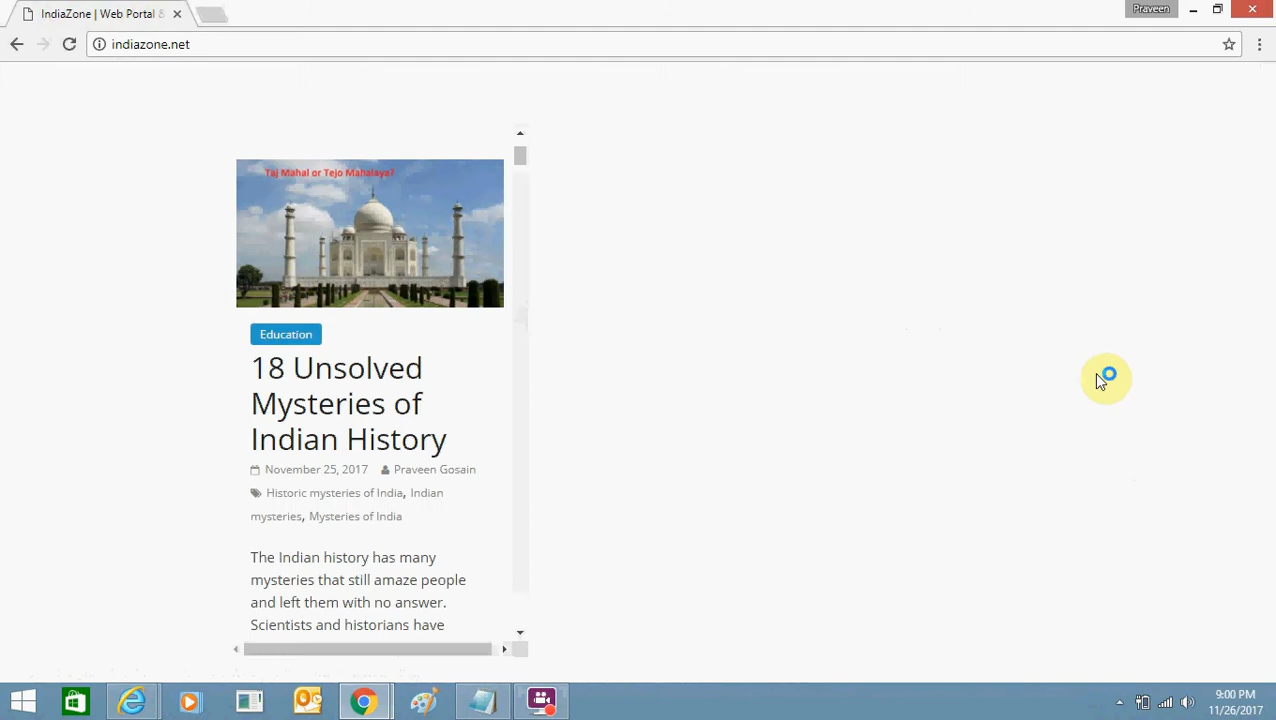 IndiaZone | Web Portal &
Praveen
indiazone.net
Taj Mahal or Tejo Mahalaya?
Education
18 Unsolved
Mysteries of
Indian History
November 25, 2017 Praveen Gosain
Historic mysteries of India, Indian
mysteries, Mysteries of India
The Indian history has many
mysteries that still amaze people
and left them with no answer.
Scientists and historians have
9:00 PM
11/26/2017